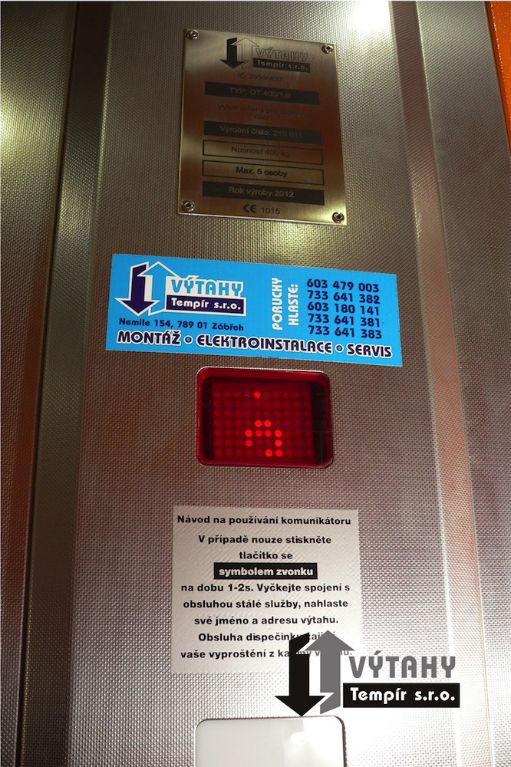 VÝTAHY
Tempír s.r.o.
TYP: OT 400/1,0
Výrobní číslo:
Nosnost 400 kg
Max. 5 osoby
Rok výroby 2012
CE 1015
VÝTAHY
Tempír s.r.o.
Nemile 154, 789 01 Zábřeh
PORUCHY
HLASTE:
603 479 003
733 641 382
603 180 141
733 641 381
733 641 383
MONTÁŽ • ELEKTROINSTALACE • SERVIS
Návod na používání komunikátoru
V případě nouze stiskněte
tlačítko se
symbolem zvonku
na dobu 1-2s. Vyčkejte spojení s
obsluhou stálé služby, nahlaste
své jméno a adresu výtahu.
Obsluha dispečinku
vaše vyproštění z
VÝTAHY
Tempír s.r.o.